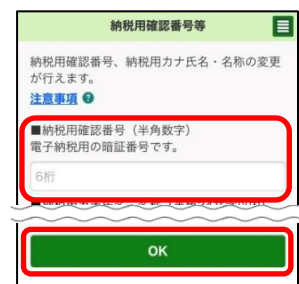 納税用確認番号等
納税用確認番号、納税用カナ氏名・名称の変更
が行えます。
注意事項 ?
■納税用確認番号（半角数字）
電子納税用の暗証番号です。
6桁
OK